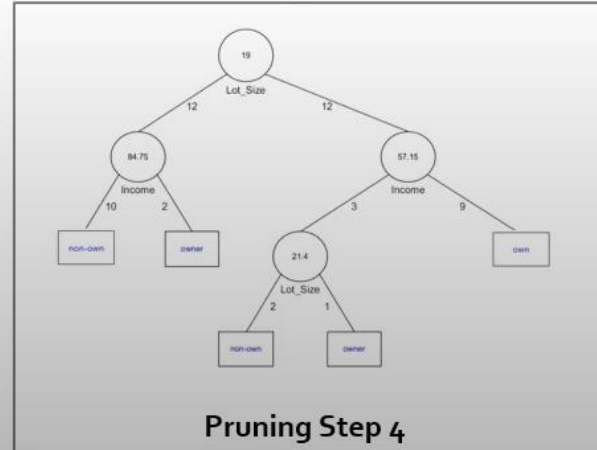 19
Lot_Size
12 12
84.75 57.15
Income Income
10 2 3 9
non-own owner 21.4 own
Lot_Size
2 1
non-own owner
Pruning Step 4